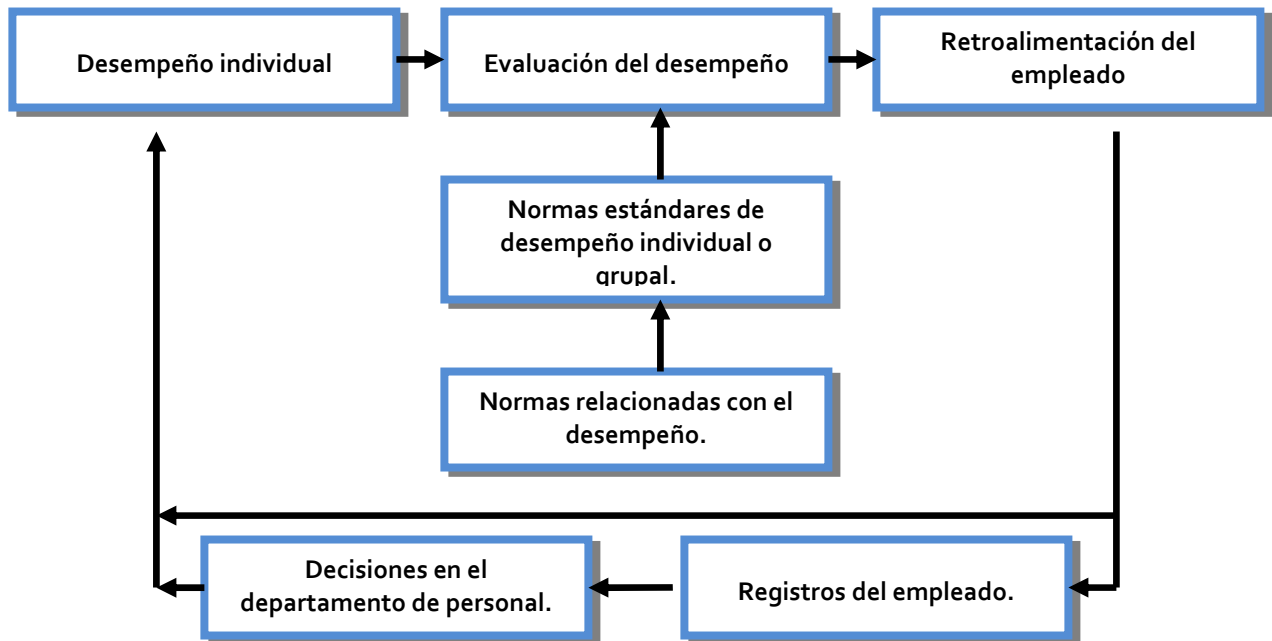 Desempeño individual
Evaluación del desempeño
Retroalimentación del
empleado
Normas estándares de
desempeño individual o
grupal.
Normas relacionadas con el
desempeño.
Decisiones en el
departamento de personal.
Registros del empleado.